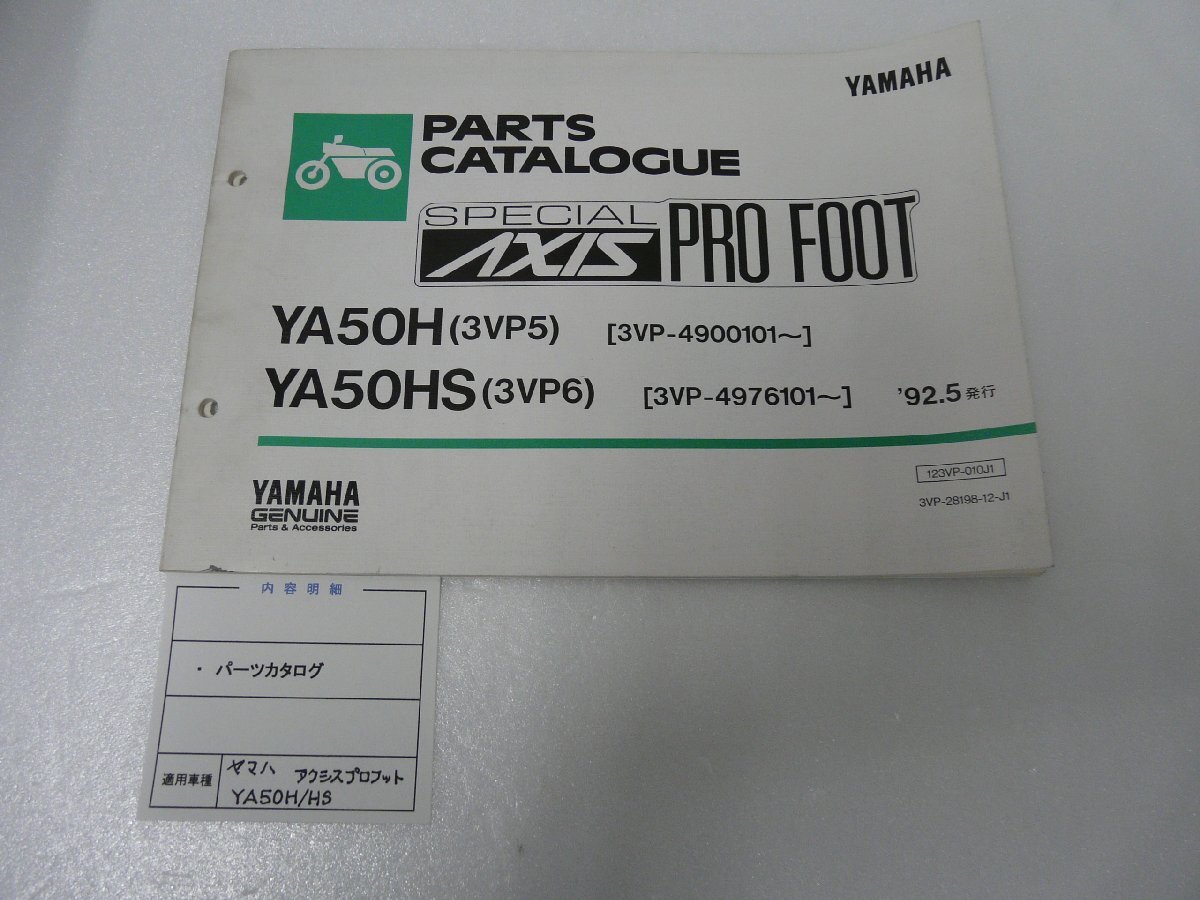 YAMAHA
PARTS
CATALOGUE
SPECIAL
AXIS PRO FOOT
YA50H (3VP5) [3VP-4900101～]
YA50HS (3VP6) [3VP-4976101～] '92.5 発行
123VP-010J1
3VP-28198-12-J1
YAMAHA
GENUINE
Parts & Accessories
内容明細
・ パーツカタログ
適用車種 ヤマハ アクシスプロフット
YA50H/HS